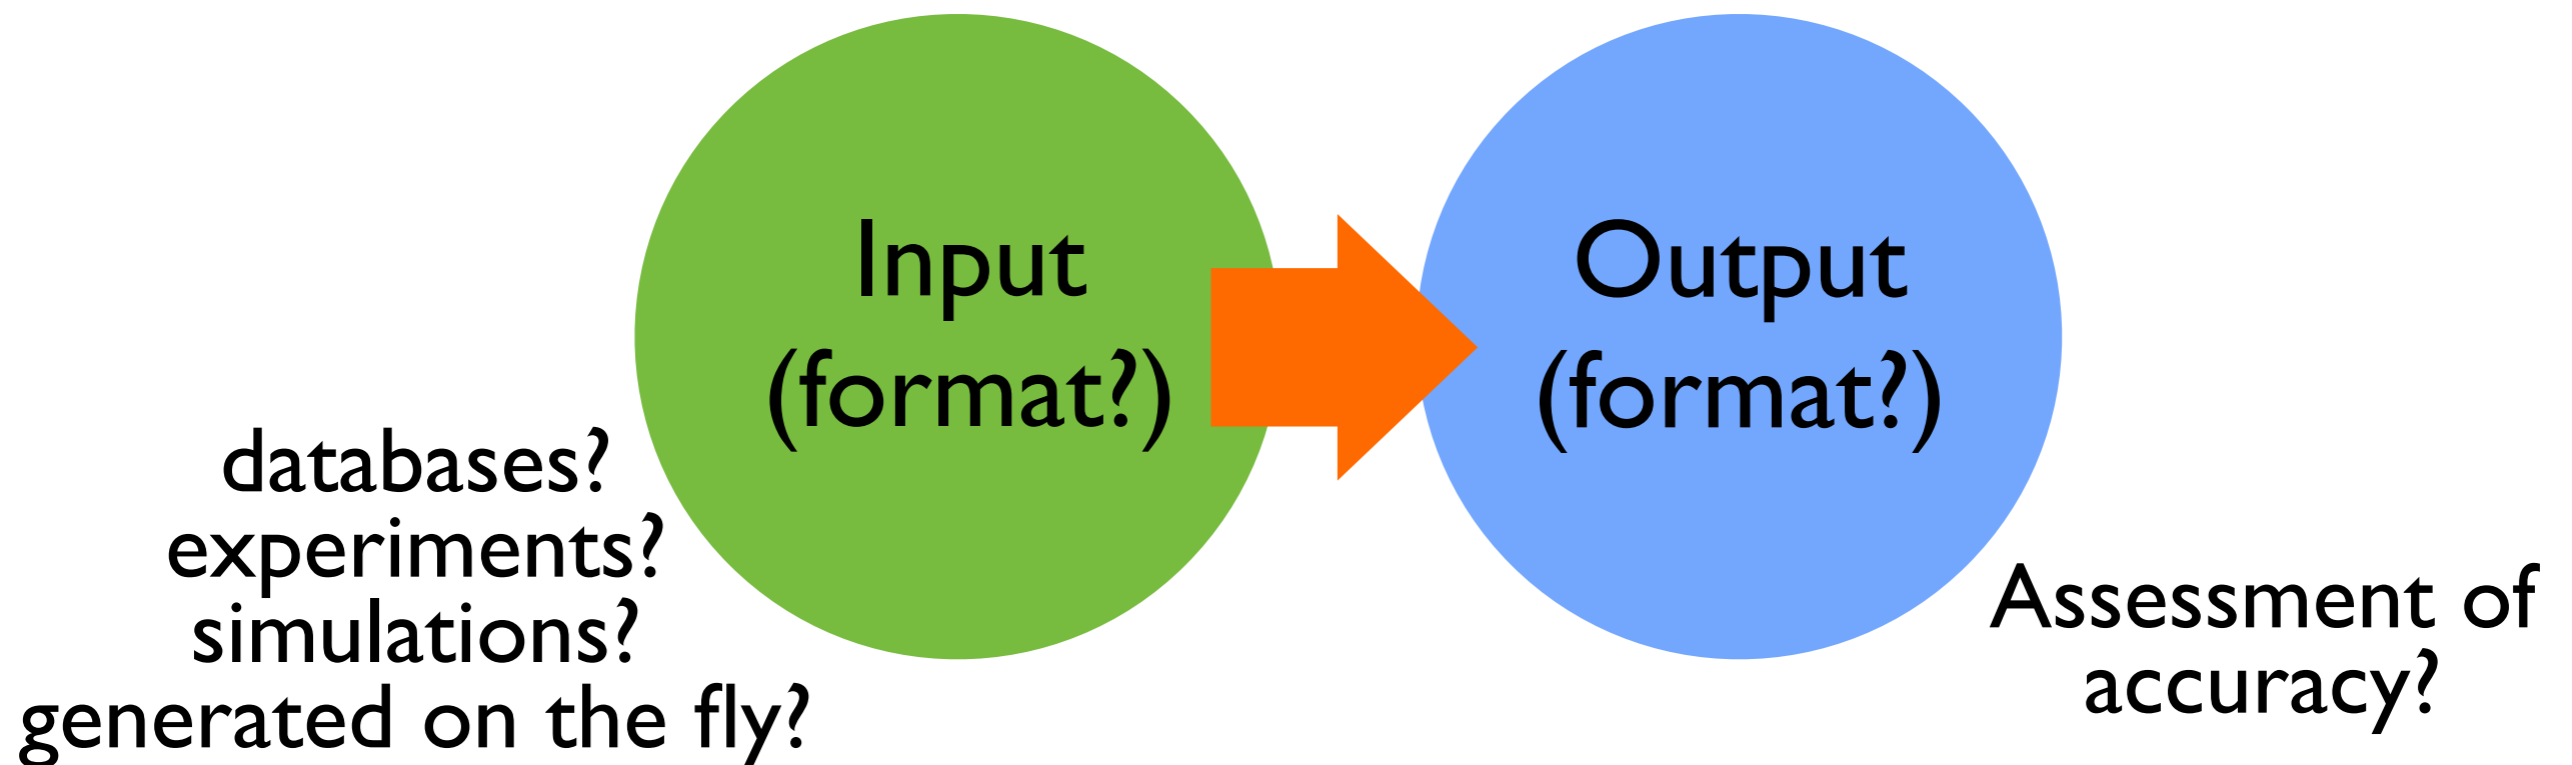 Input
(format?)
Output
(format?)
databases?
experiments?
simulations?
generated on the fly?
Assessment of
accuracy?